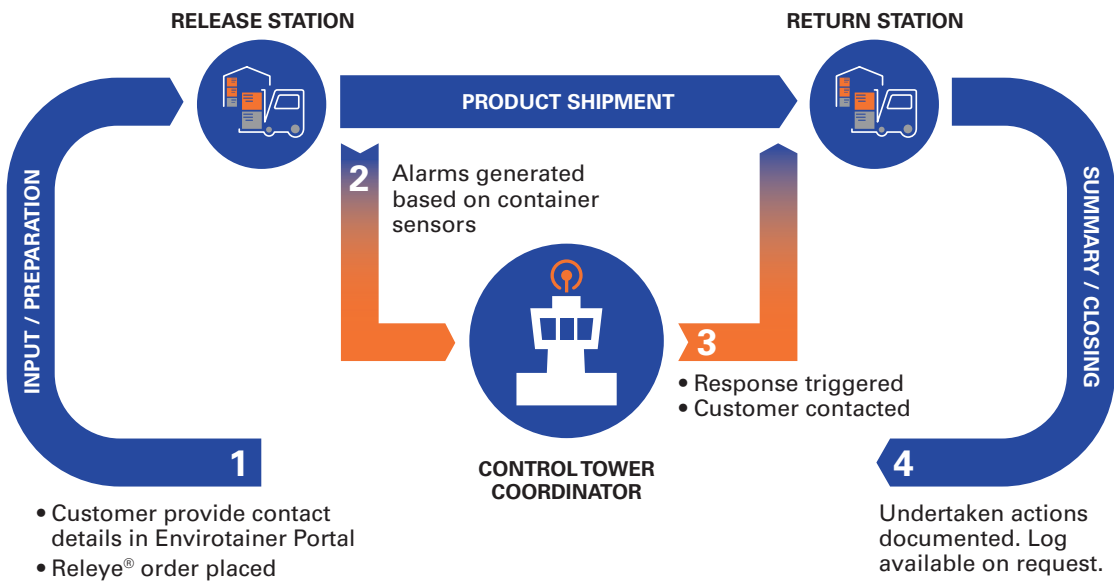 RELEASE STATION
RETURN STATION
PRODUCT SHIPMENT
2
Alarms generated
based on container
sensors
INPUT / PREPARATION
SUMMARY / CLOSING
3
• Response triggered
• Customer contacted
1
CONTROL TOWER
COORDINATOR
4
• Customer provide contact
details in Envirotainer Portal
• Releye® order placed
Undertaken actions
documented. Log
available on request.